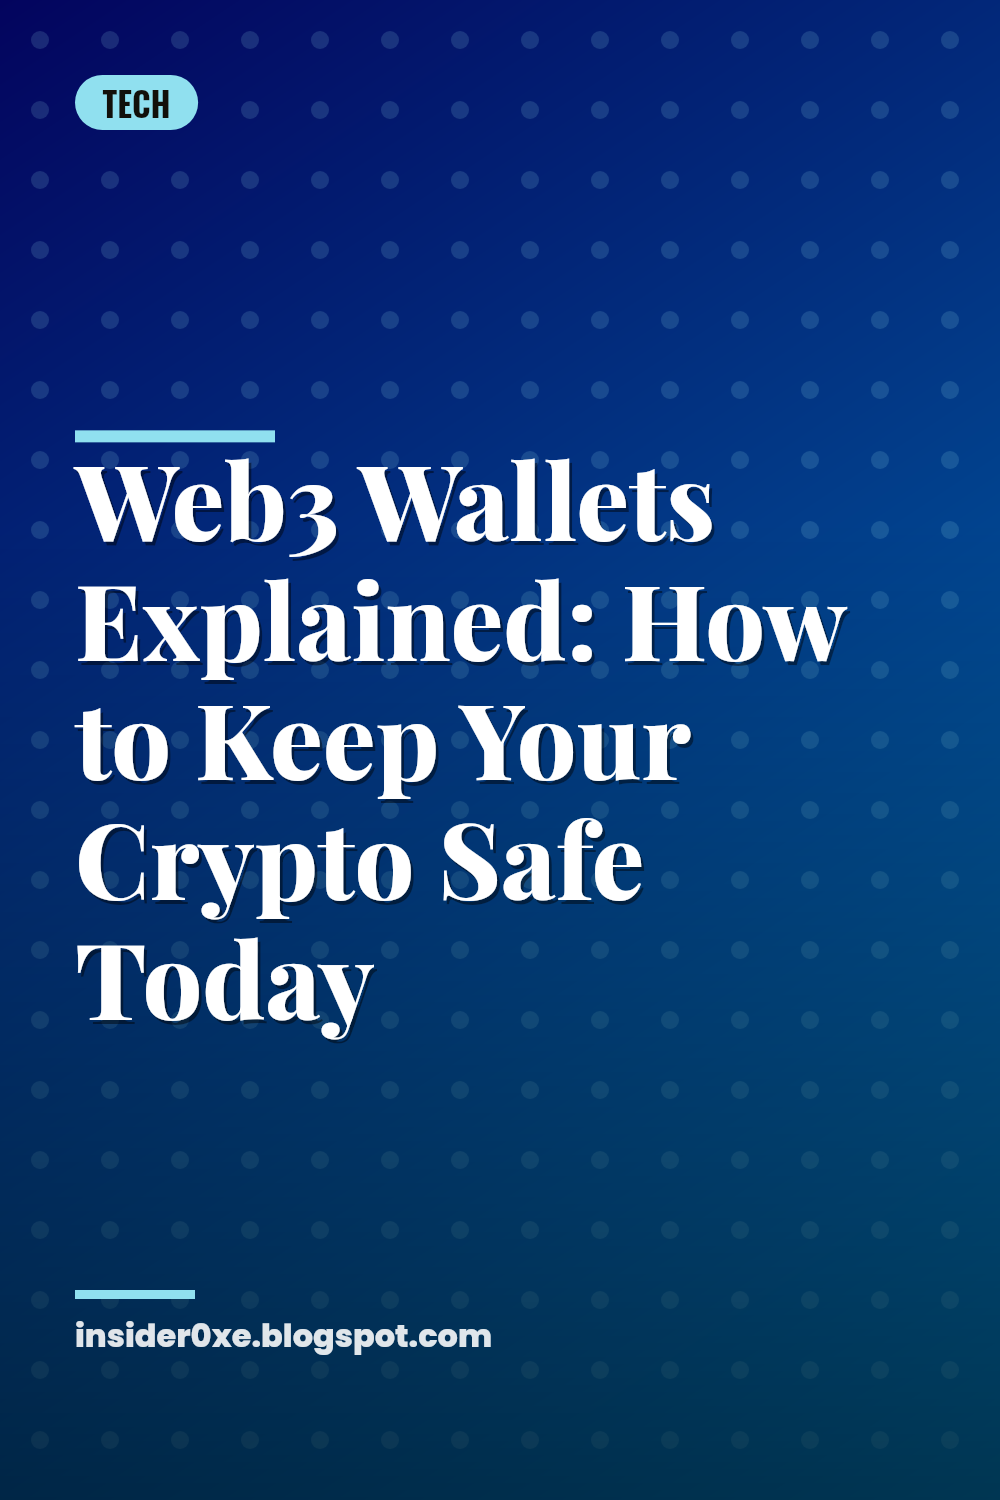 TECH
Web3 Wallets
Explained: How
to Keep Your
Crypto Safe
Today
insider0xe.blogspot.com